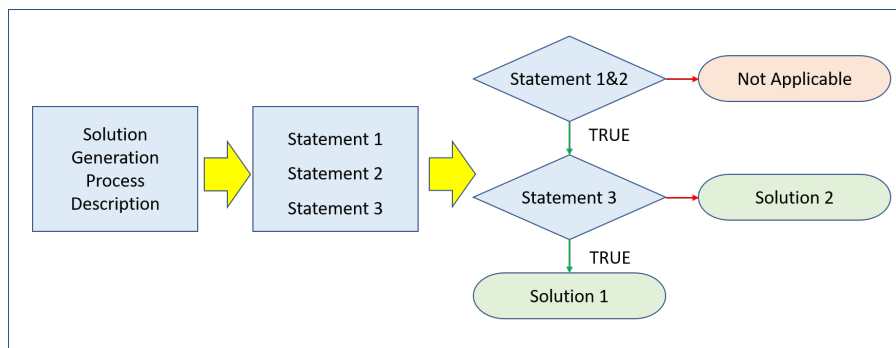 Solution
Generation
Process
Description
Statement 1
Statement 2
Statement 3
Statement 1&2
Not Applicable
TRUE
Statement 3
Solution 2
TRUE
Solution 1